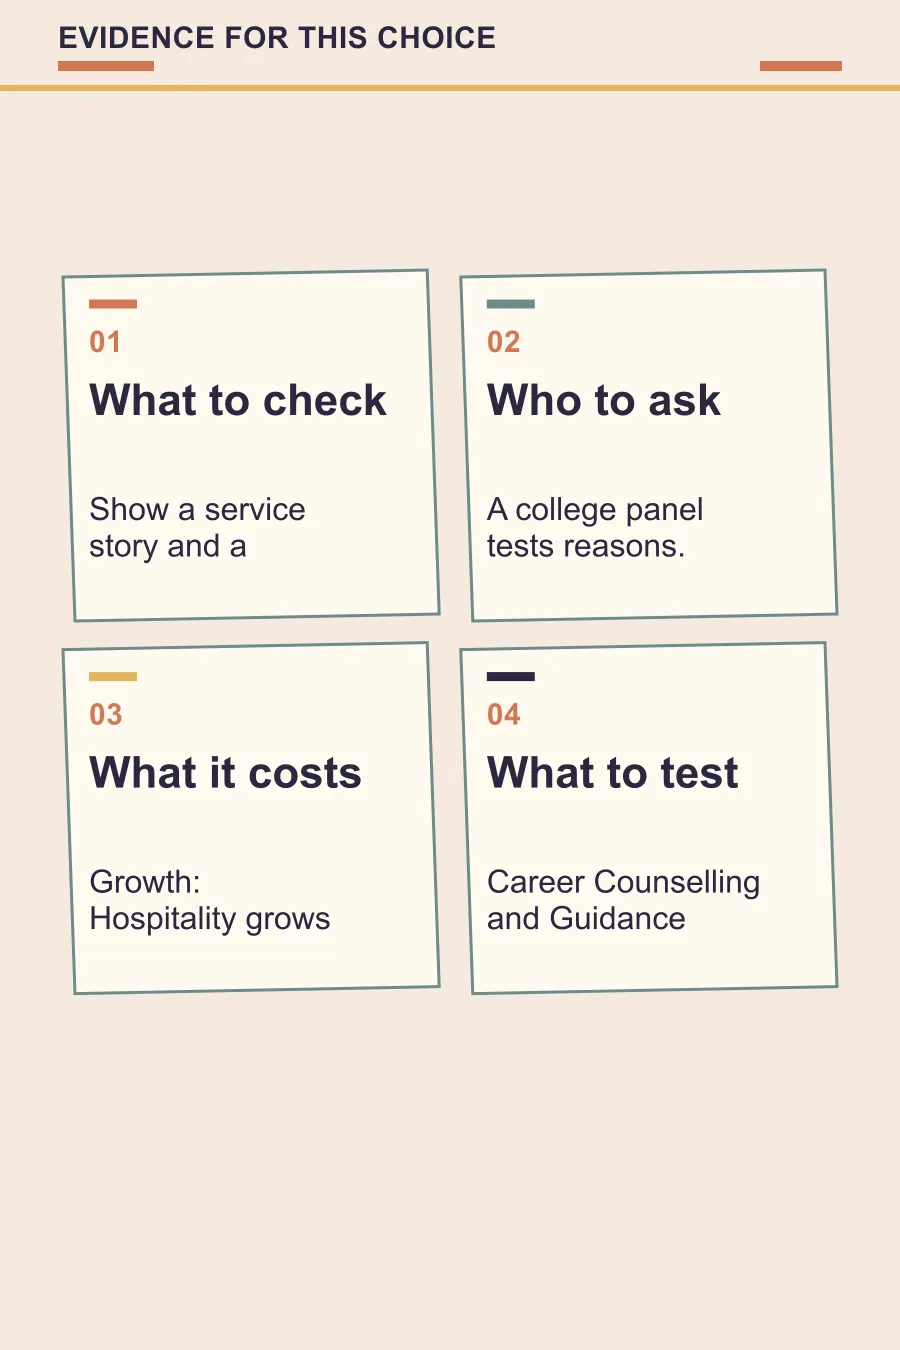 EVIDENCE FOR THIS CHOICE
01
What to check
Show a service
story and a
02
Who to ask
A college panel
tests reasons.
03
What it costs
Growth:
Hospitality grows
04
What to test
Career Counselling
and Guidance